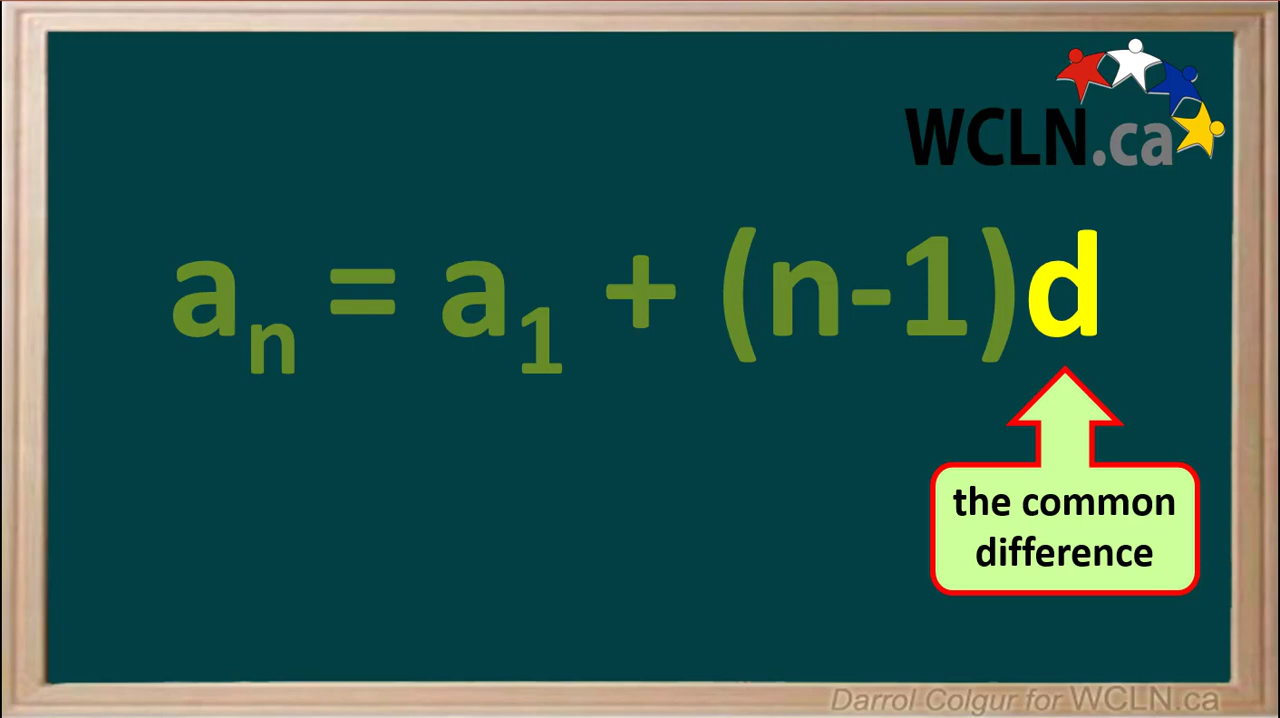 WCLN.ca
aₙ = a₁ + (n-1)d
the common
difference
Darrol Colgur for WCLN.ca